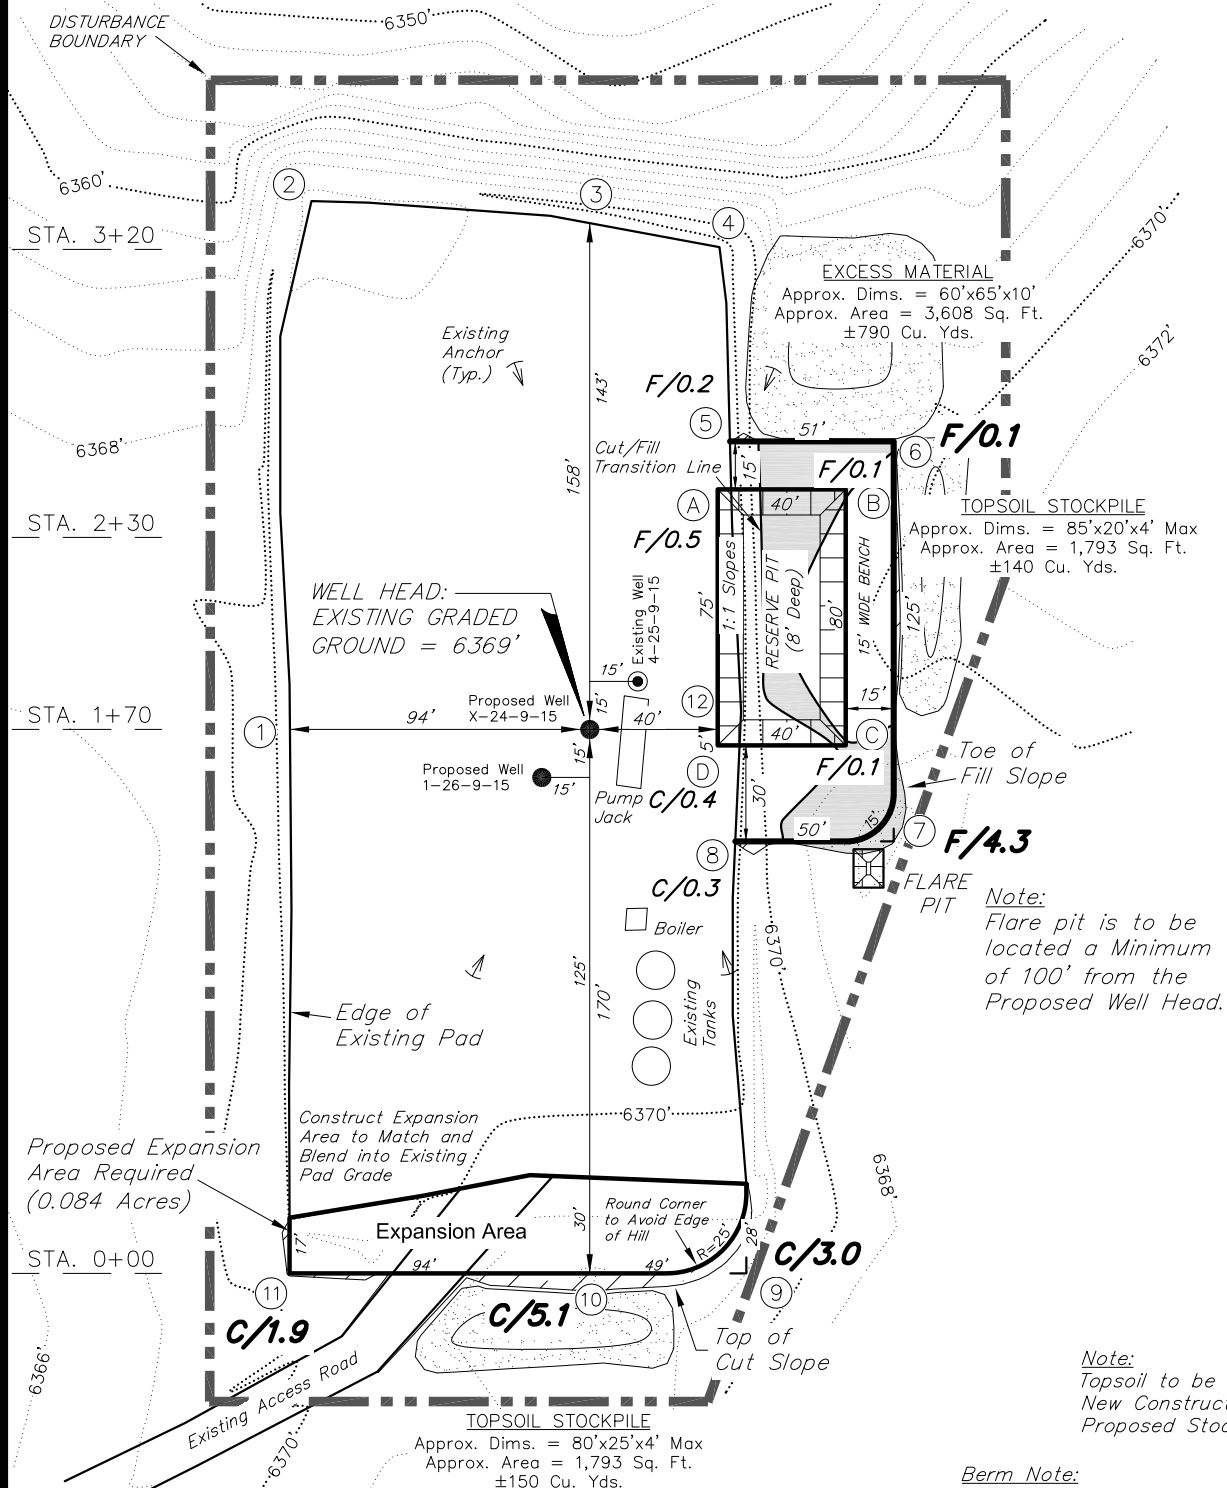 DISTURBANCE
BOUNDARY
6350'
6360'
2
3
4
STA. 3+20
6370'
EXCESS MATERIAL
Approx. Dims. = 60'x65'x10'
Approx. Area = 3,608 Sq. Ft.
±790 Cu. Yds.
6372'
Existing
Anchor
(Typ.)
143'
158'
F/0.2
5
51'
6
F/0.1
6368'
Cut/Fill
Transition Line
15'
F/0.1
A
40'
B
TOPSOIL STOCKPILE
Approx. Dims. = 85'x20'x4' Max
Approx. Area = 1,793 Sq. Ft.
±140 Cu. Yds.
STA. 2+30
F/0.5
75'
1:1 Slopes
RESERVE PIT
(8' Deep)
80'
15' WIDE BENCH
125'
WELL HEAD:
EXISTING GRADED
GROUND = 6369'
Existing Well
4-25-9-15
15'
15'
Proposed Well
X-24-9-15
12
15'
STA. 1+70
1
94'
40'
40'
C
5'
15'
Proposed Well
1-26-9-15
15'
D
F/0.1
Toe of
Fill Slope
Pump
Jack
C/0.4
30'
50'
15'
7
F/4.3
8
C/0.3
FLARE
PIT
Note:
Flare pit is to be
located a Minimum
of 100' from the
Proposed Well Head.
Boiler
6370'
125'
170'
Existing
Tanks
Edge of
Existing Pad
6370'
Construct Expansion
Area to Match and
Blend into Existing
Pad Grade
Proposed Expansion
Area Required
(0.084 Acres)
6368'
Round Corner
to Avoid Edge
of Hill
30'
Expansion Area
17'
R=25'
28'
C/3.0
STA. 0+00
94'
49'
11
10
9
C/1.9
C/5.1
Top of
Cut Slope
6366'
Existing Access Road
6370'
TOPSOIL STOCKPILE
Approx. Dims. = 80'x25'x4' Max
Approx. Area = 1,793 Sq. Ft.
±150 Cu. Yds.
Note:
Topsoil to be
New Construct
Proposed Stoc
Berm Note: